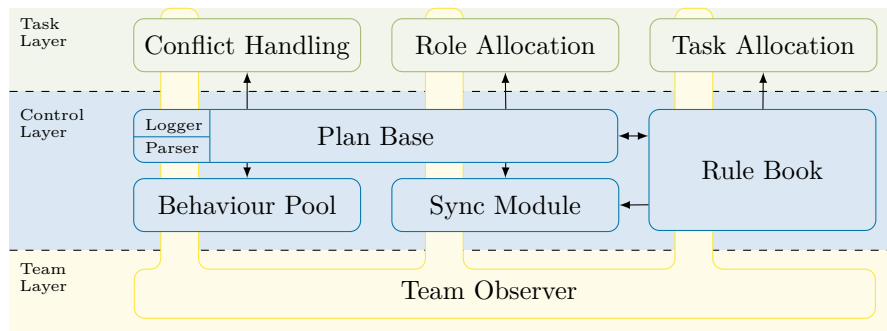 Task
Layer
Conflict Handling
Role Allocation
Task Allocation
Control
Layer
Logger
Parser
Plan Base
Rule Book
Behaviour Pool
Sync Module
Team
Layer
Team Observer